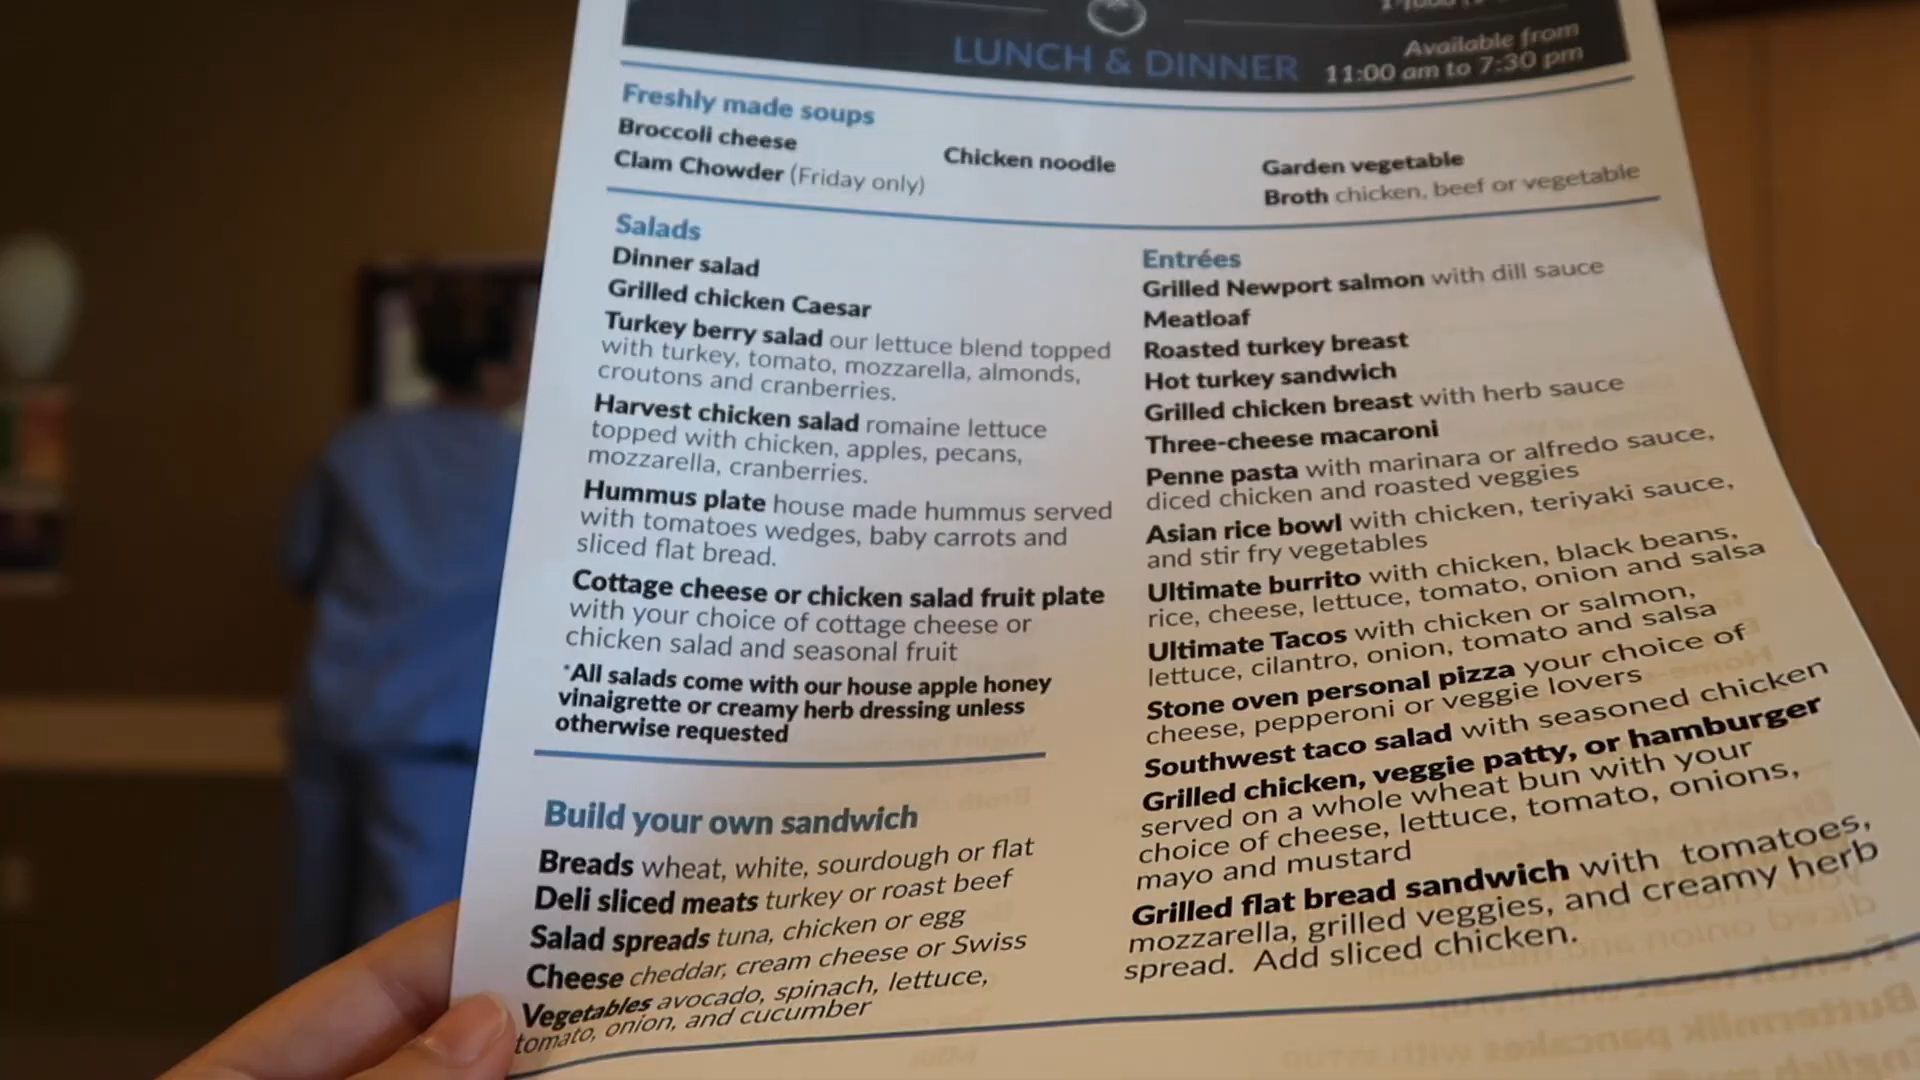 LUNCH & DINNER
Available from
11:00 am to 7:30 pm
Freshly made soups
Broccoli cheese
Clam Chowder (Friday only)
Chicken noodle
Garden vegetable
Broth chicken, beef or vegetable
Salads
Dinner salad
Grilled chicken Caesar
Turkey berry salad our lettuce blend topped
with turkey, tomato, mozzarella, almonds,
croutons and cranberries.
Harvest chicken salad romaine lettuce
topped with chicken, apples, pecans,
mozzarella, cranberries.
Hummus plate house made hummus served
with tomatoes wedges, baby carrots and
sliced flat bread.
Cottage cheese or chicken salad fruit plate
with your choice of cottage cheese or
chicken salad and seasonal fruit
*All salads come with our house apple honey
vinaigrette or creamy herb dressing unless
otherwise requested
Build your own sandwich
Breads wheat, white, sourdough or flat
Deli sliced meats turkey or roast beef
Salad spreads tuna, chicken or egg
Cheese cheddar, cream cheese or Swiss
Vegetables avocado, spinach, lettuce,
tomato, onion, and cucumber
Entrées
Grilled Newport salmon with dill sauce
Meatloaf
Roasted turkey breast
Hot turkey sandwich
Grilled chicken breast with herb sauce
Three-cheese macaroni
Penne pasta with marinara or alfredo sauce,
diced chicken and roasted veggies
Asian rice bowl with chicken, teriyaki sauce,
and stir fry vegetables
Ultimate burrito with chicken, black beans,
rice, cheese, lettuce, tomato, onion and salsa
Ultimate Tacos with chicken or salmon,
lettuce, cilantro, onion, tomato and salsa
Stone oven personal pizza your choice of
cheese, pepperoni or veggie lovers
Southwest taco salad with seasoned chicken
Grilled chicken, veggie patty, or hamburger
served on a whole wheat bun with your
choice of cheese, lettuce, tomato, onions,
mayo and mustard
Grilled flat bread sandwich with tomatoes,
mozzarella, grilled veggies, and creamy herb
spread. Add sliced chicken.